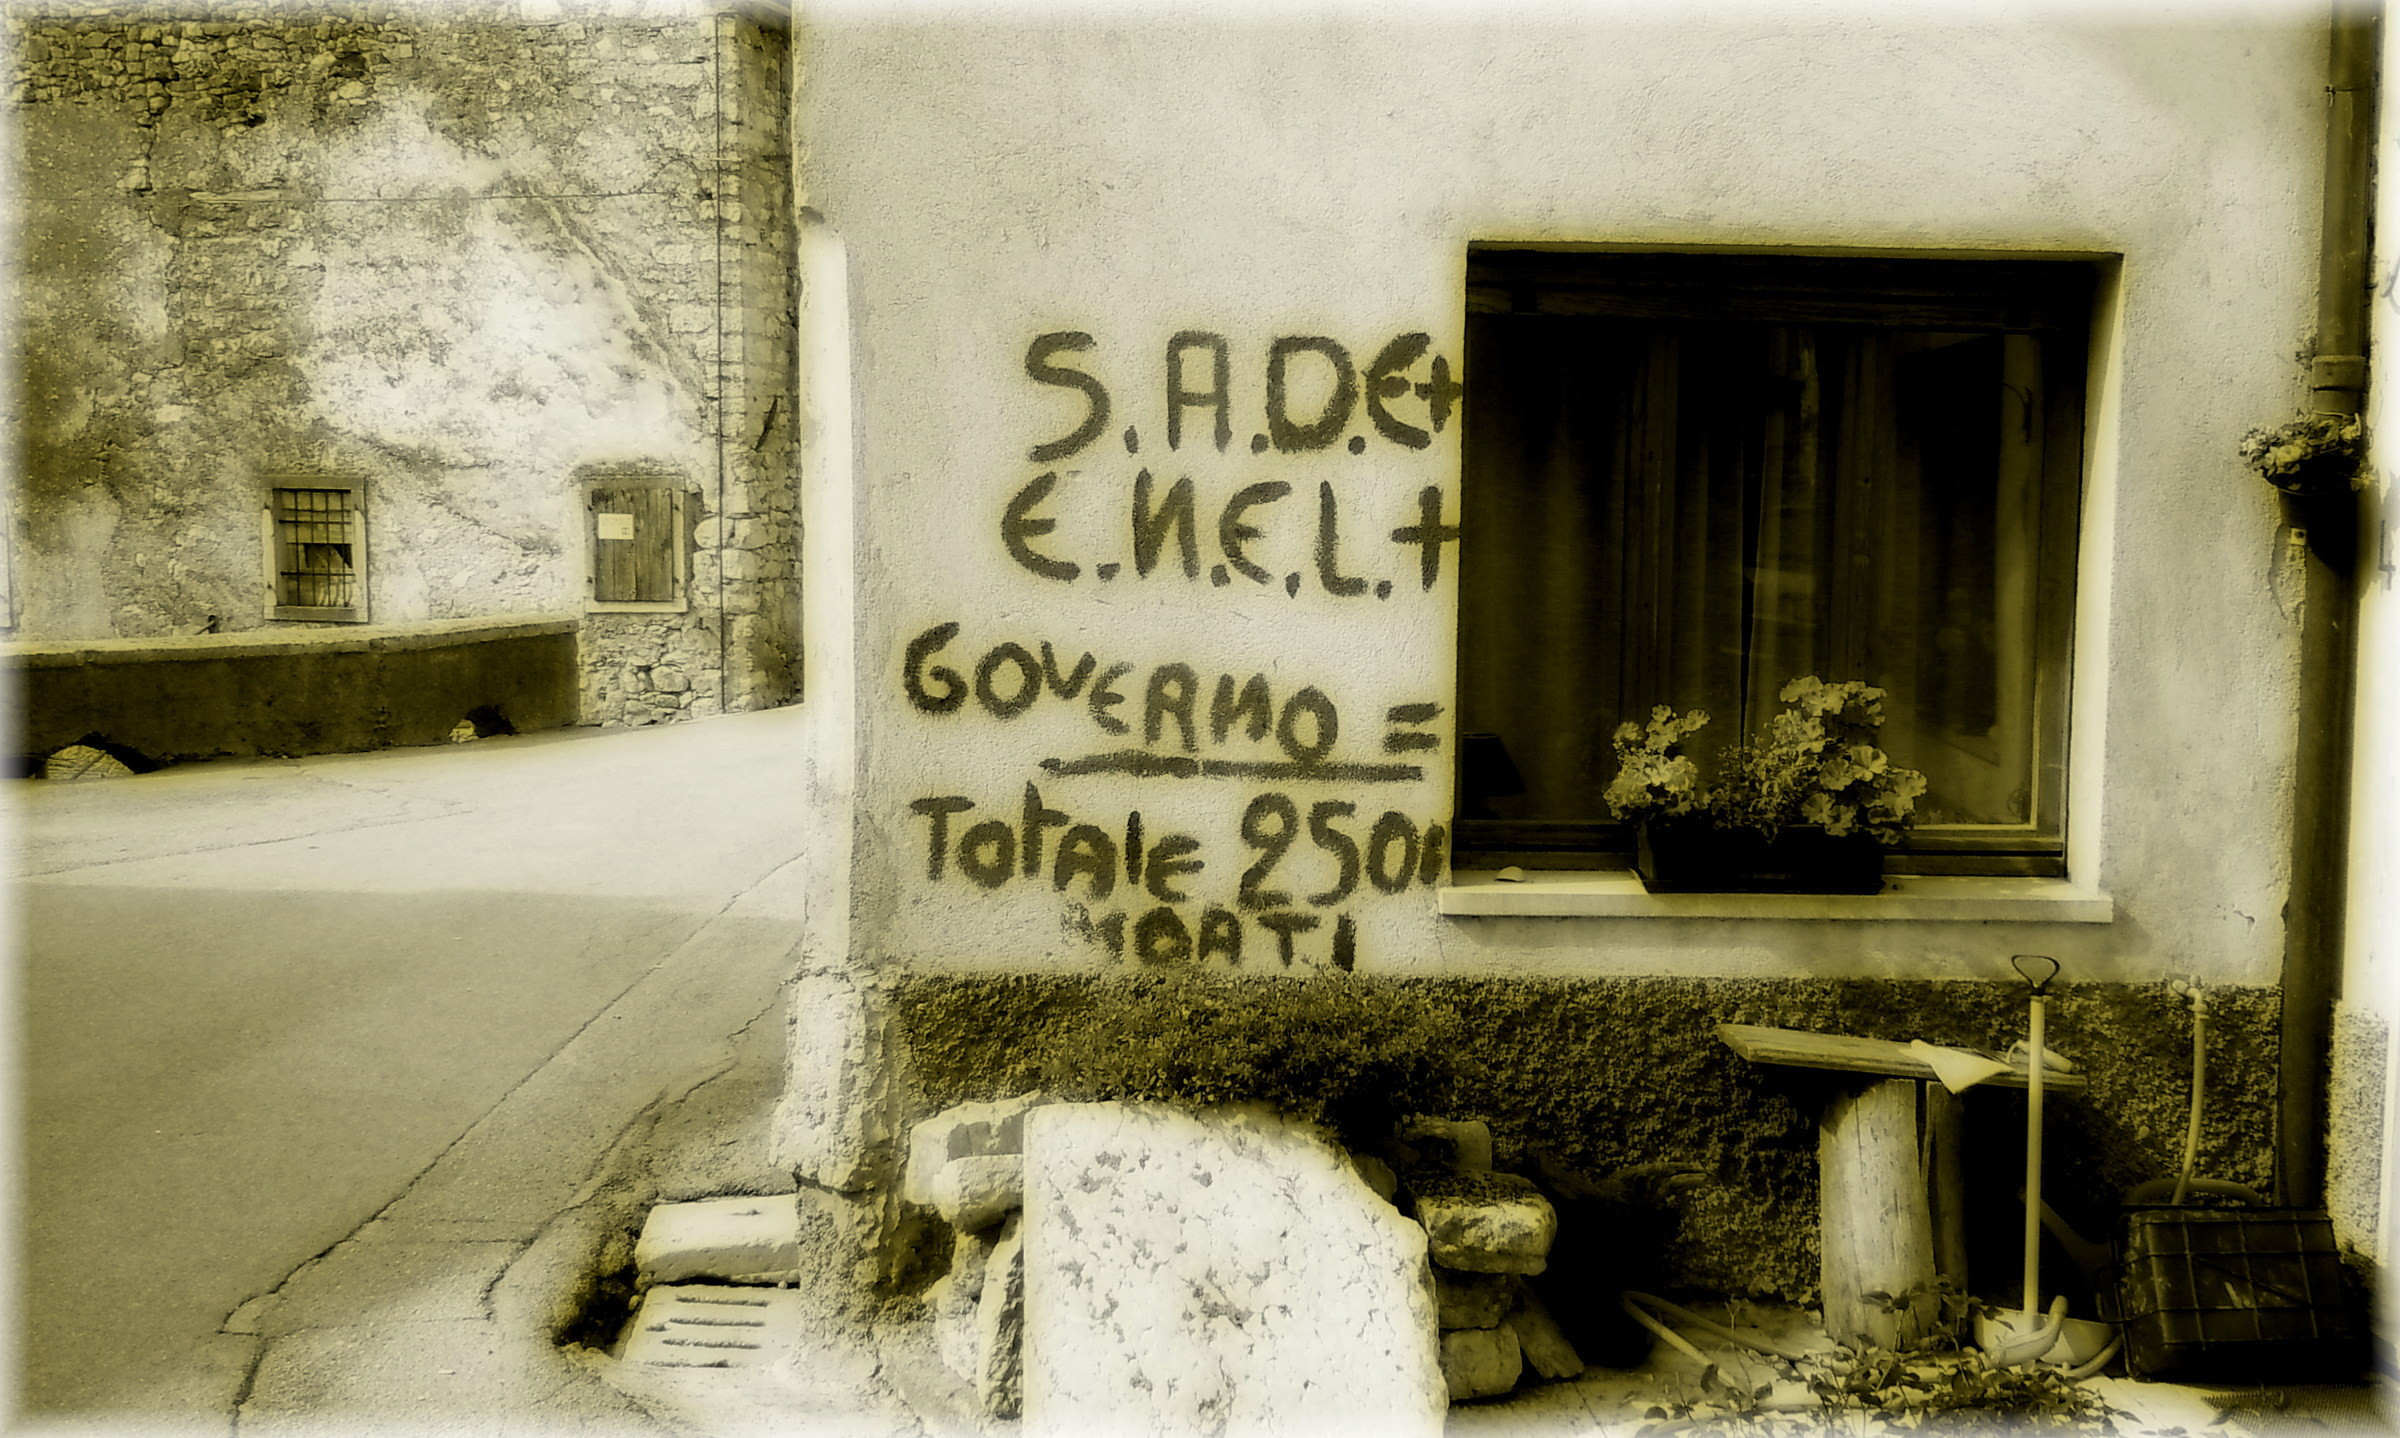 S.A.D.E+
E.N.E.L.+
GOVERNO =
TOtAlE 2500
MORTI